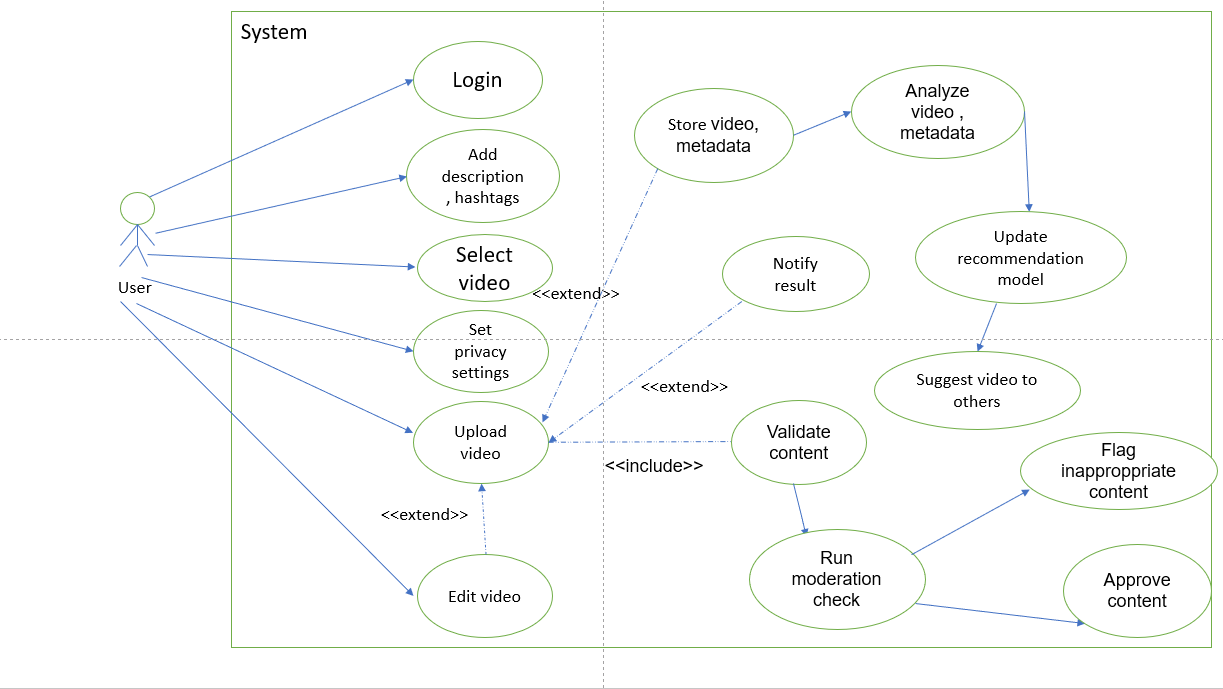 System
Login
Add
description
, hashtags
Select
video
Set
privacy
settings
Upload
video
Edit video
User
<<extend>>
<<extend>>
<<extend>>
<<include>>
Store video,
metadata
Analyze
video ,
metadata
Update
recommendation
model
Notify
result
Suggest video to
others
Validate
content
Flag
inapproppriate
content
Run
moderation
check
Approve
content